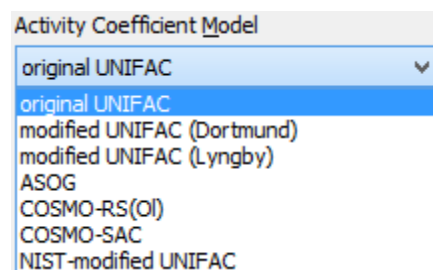 Activity Coefficient Model
original UNIFAC
original UNIFAC
modified UNIFAC (Dortmund)
modified UNIFAC (Lyngby)
ASOG
COSMO-RS(Ol)
COSMO-SAC
NIST-modified UNIFAC